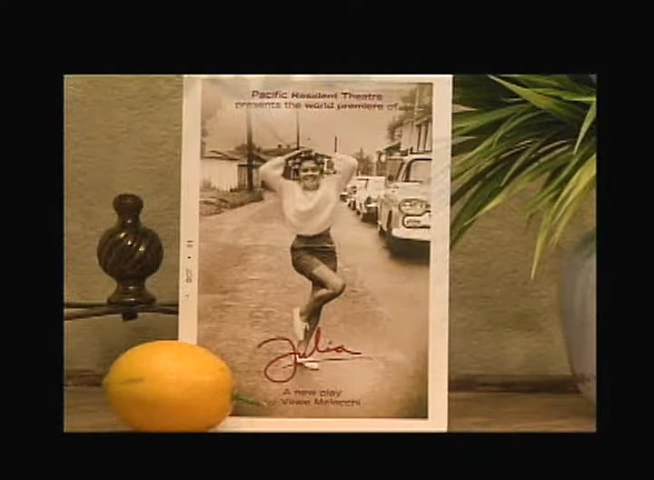 Pacific Resident Theatre
presents the world premiere of
Julia
A new play